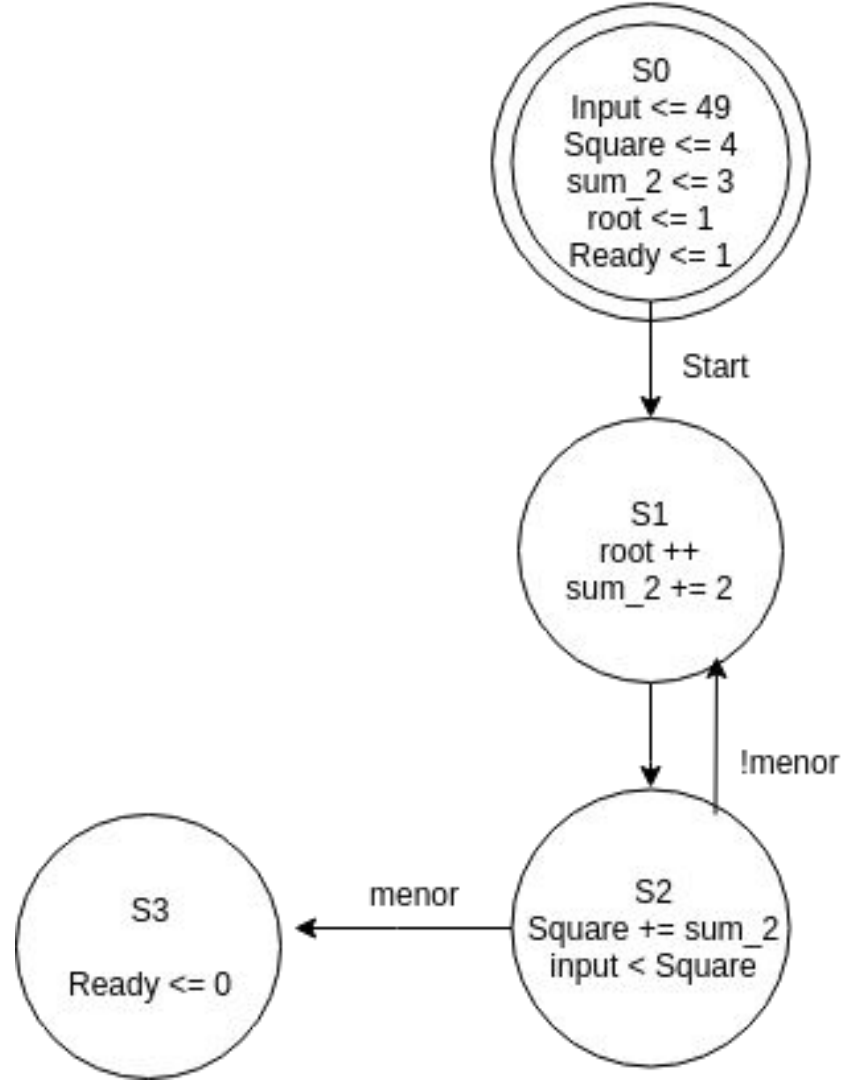 S0
Input <= 49
Square <= 4
sum_2 <= 3
root <= 1
Ready <= 1
Start
S1
root ++
sum_2 += 2
!menor
S2
Square += sum_2
input < Square
menor
S3
Ready <= 0